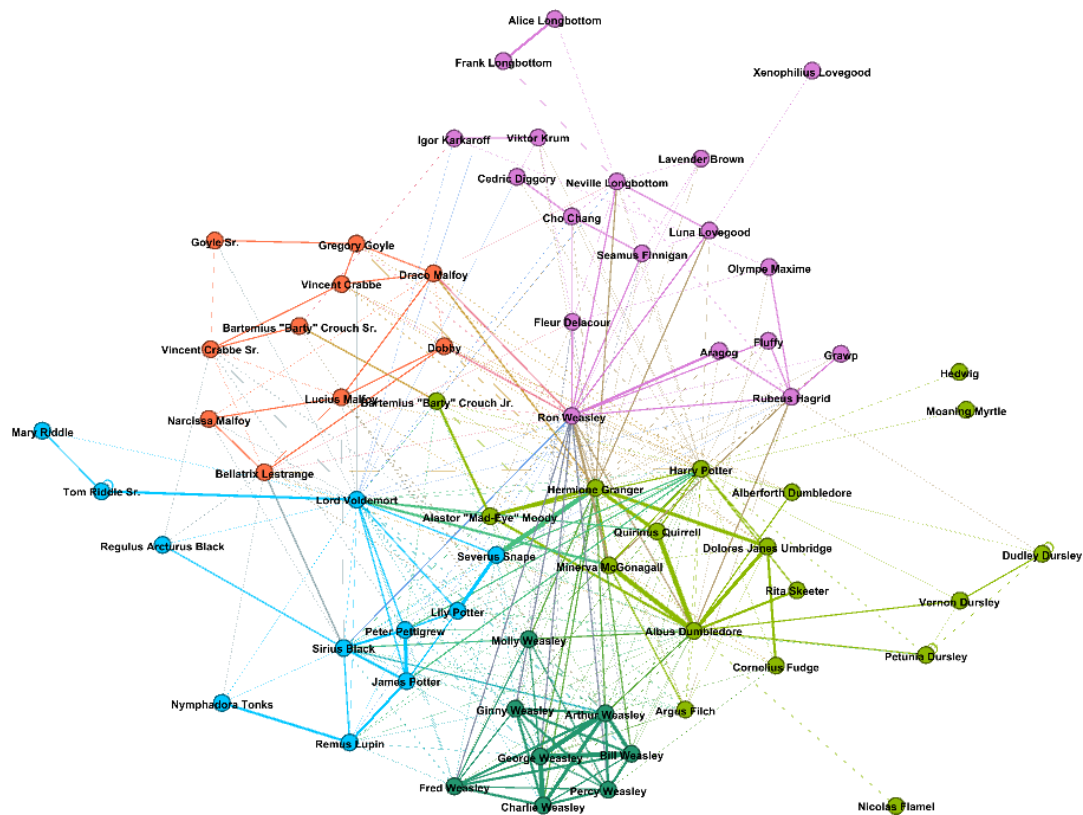 Alice Longbottom
Frank Longbottom
Xenophilius Lovegood
Igor Karkaroff
Viktor Krum
Lavender Brown
Cedric Diggory
Neville Longbottom
Cho Chang
Luna Lovegood
Goyle Sr.
Gregory Goyle
Seamus Finnigan
Draco Malfoy
Olympe Maxime
Vincent Crabbe
Bartemius "Barty" Crouch Sr.
Fleur Delacour
Vincent Crabbe Sr.
Dobby
Aragog
Fluffy
Grawp
Hedwig
Lucius Malfoy
Bartemius "Barty" Crouch Jr.
Rubeus Hagrid
Moaning Myrtle
Narcissa Malfoy
Ron Weasley
Mary Riddle
Bellatrix Lestrange
Harry Potter
Tom Riddle Sr.
Lord Voldemort
Hermione Granger
Alberforth Dumbledore
Alastor "Mad-Eye" Moody
Quirinus Quirrell
Regulus Arcturus Black
Severus Snape
Dolores Janes Umbridge
Dudley Dursley
Minerva McGonagall
Rita Skeeter
Lily Potter
Vernon Dursley
Peter Pettigrew
Albus Dumbledore
Sirius Black
Molly Weasley
Petunia Dursley
Cornelius Fudge
James Potter
Nymphadora Tonks
Ginny Weasley
Arthur Weasley
Argus Filch
Remus Lupin
George Weasley
Bill Weasley
Fred Weasley
Percy Weasley
Charlie Weasley
Nicolas Flamel